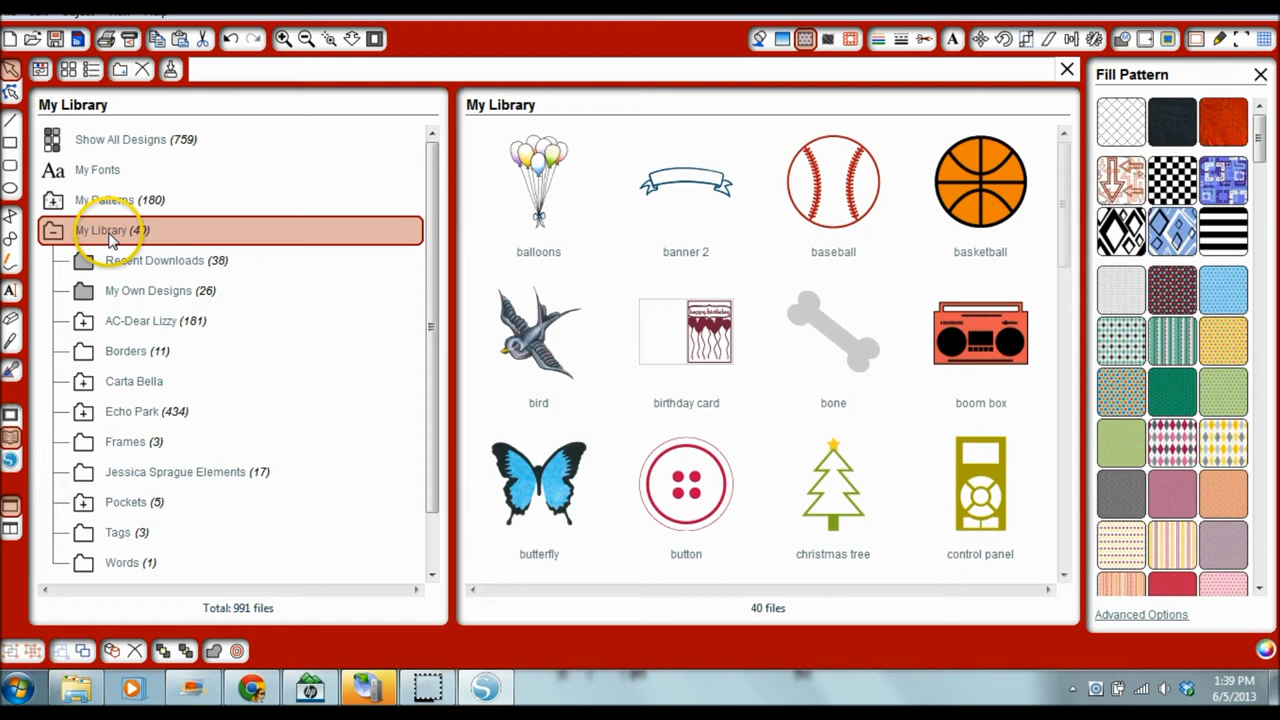 Fill Pattern
My Library
My Library
Show All Designs (759)
My Fonts
My Patterns (180)
My Library (40)
Recent Downloads (38)
My Own Designs (26)
AC-Dear Lizzy (181)
Borders (11)
Carta Bella
Echo Park (434)
Frames (3)
Jessica Sprague Elements (17)
Pockets (5)
Tags (3)
Words (1)
Total: 991 files
balloons
banner 2
baseball
basketball
bird
birthday card
bone
boom box
butterfly
button
christmas tree
control panel
40 files
happy birthday
Advanced Options
Aa
A
A
hp
1:39 PM
6/5/2013